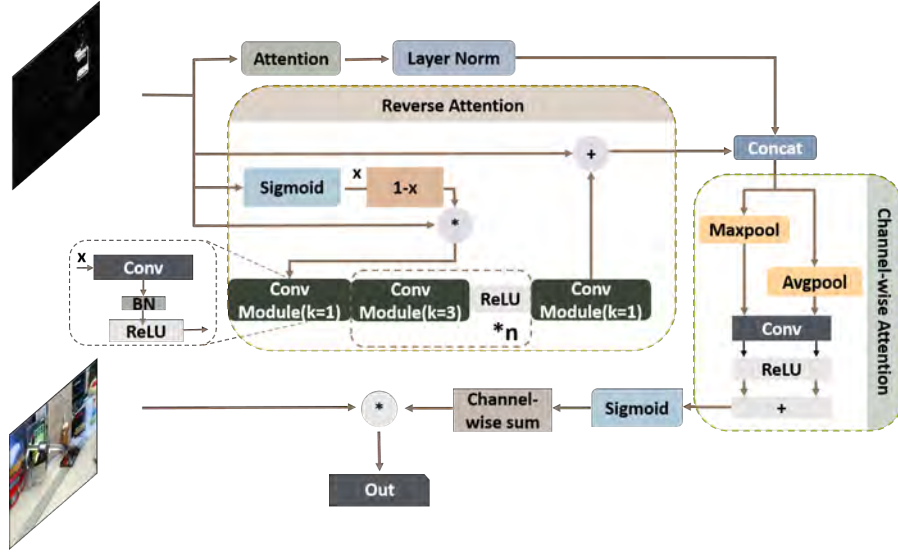 Attention
Layer Norm
Reverse Attention
+
Concat
x
Sigmoid
1-x
*
Maxpool
Avgpool
Channel-wise Attention
x
Conv
BN
ReLU
Conv
Module(k=1)
Conv
Module(k=3)
ReLU
*n
Conv
Module(k=1)
Conv
ReLU
+
*
Channel-
wise sum
Sigmoid
Out